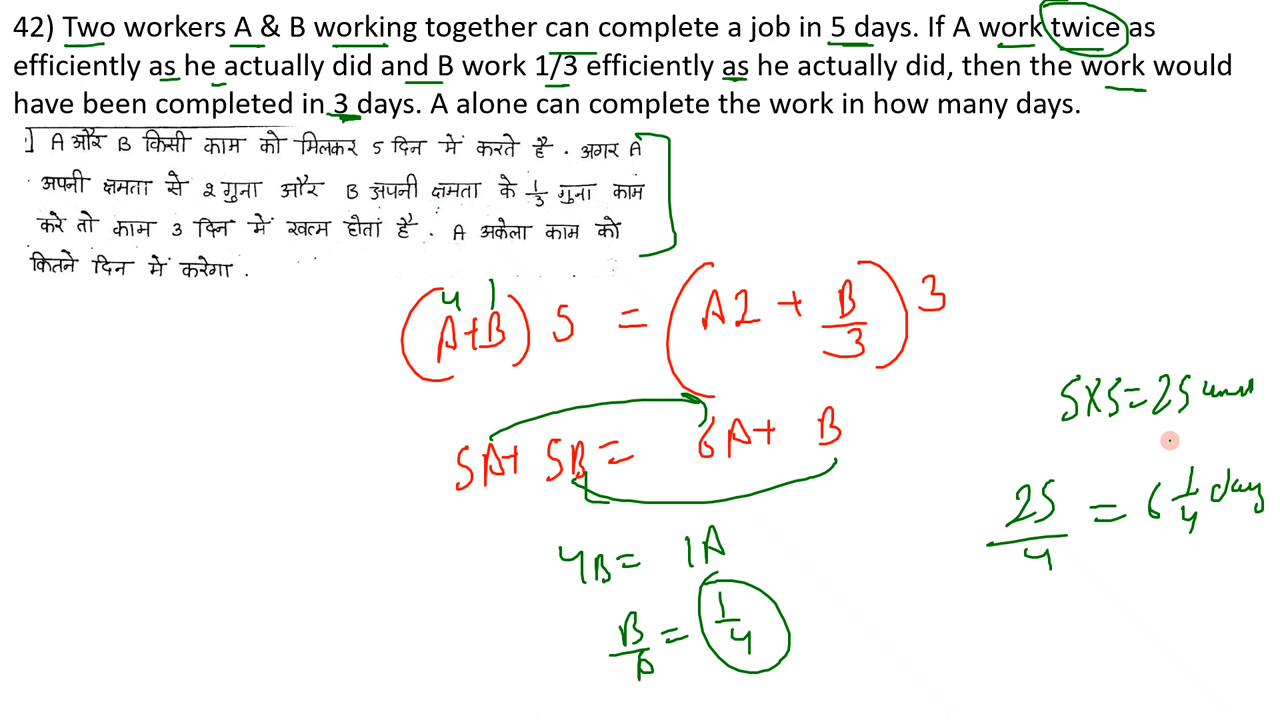 42) Two workers A & B working together can complete a job in 5 days. If A work twice as
efficiently as he actually did and B work 1/3 efficiently as he actually did, then the work would
have been completed in 3 days. A alone can complete the work in how many days.
] A और B किसी काम को मिलकर 5 दिन में करते है . अगर A
अपनी क्षमता से 2 गुना और B अपनी क्षमता के 1/3 गुना काम
करे तो काम 3 दिन में खत्म होता है . A अकेला काम को
कितने दिन में करेगा .
4 1
(A+B) 5 = (A2 + B/3) 3
5×5=25 unit
5A+ 5B= 6A+ B
25/4 = 6 1/4 day
4B= 1A
B/A = 1/4